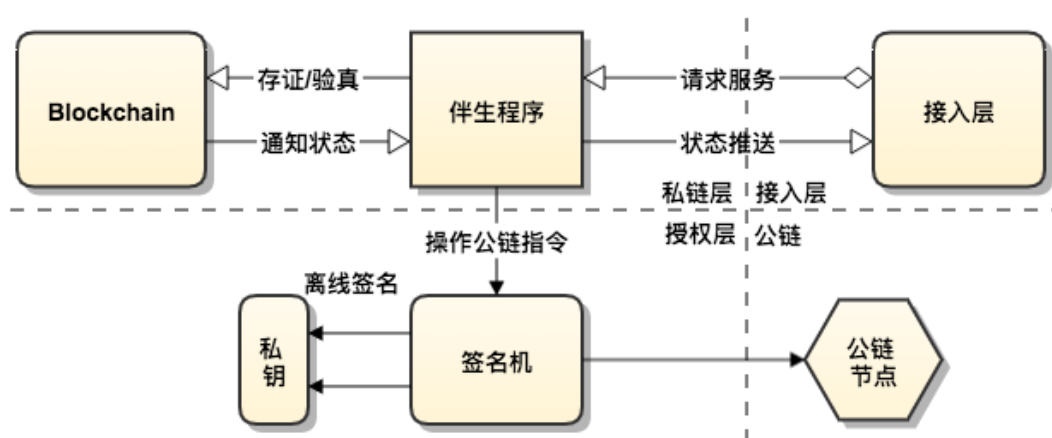 Blockchain
存证/验真
通知状态
伴生程序
请求服务
状态推送
接入层
私链层
接入层
授权层
公链
操作公链指令
离线签名
私
钥
签名机
公链
节点